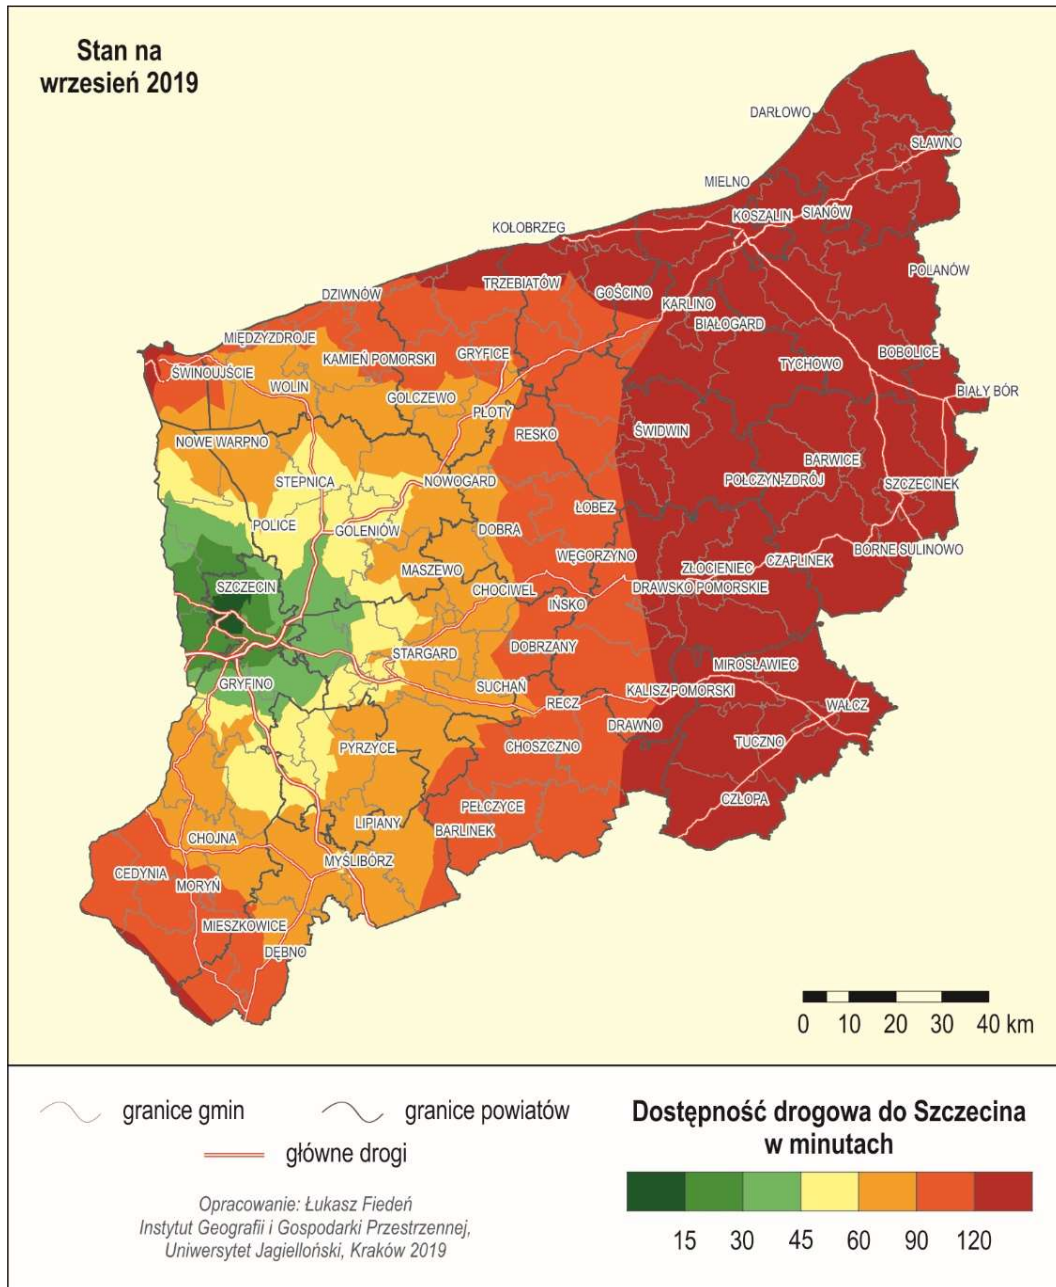 Stan na
wrzesień 2019
DARŁOWO
SŁAWNO
MIELNO
KOSZALIN
SIANÓW
KOŁOBRZEG
POLANÓW
TRZEBIATÓW
DZIWNÓW
GOŚCINO
KARLINO
BIAŁOGARD
MIĘDZYZDROJE
KAMIEŃ POMORSKI
GRYFICE
BOBOLICE
TYCHOWO
ŚWINOUJŚCIE
WOLIN
GOLCZEWO
BIAŁY BÓR
PŁOTY
RESKO
ŚWIDWIN
NOWE WARPNO
BARWICE
STEPNICA
NOWOGARD
POŁCZYN-ZDRÓJ
SZCZECINEK
ŁOBEZ
POLICE
GOLENIÓW
DOBRA
BORNE SULINOWO
WĘGORZYNO
CZAPLINEK
ZŁOCIENIEC
MASZEWO
SZCZECIN
CHOCIWEL
DRAWSKO POMORSKIE
IŃSKO
DOBRZANY
STARGARD
MIROSŁAWIEC
GRYFINO
SUCHAŃ
KALISZ POMORSKI
RECZ
WAŁCZ
DRAWNO
TUCZNO
PYRZYCE
CHOSZCZNO
CZŁOPA
PEŁCZYCE
LIPIANY
BARLINEK
CHOJNA
MYŚLIBÓRZ
CEDYNIA
MORYŃ
MIESZKOWICE
DĘBNO
0 10 20 30 40 km
granice gmin
granice powiatów
główne drogi
Opracowanie: Łukasz Fiedeń
Instytut Geografii i Gospodarki Przestrzennej,
Uniwersytet Jagielloński, Kraków 2019
Dostępność drogowa do Szczecina
w minutach
15 30 45 60 90 120